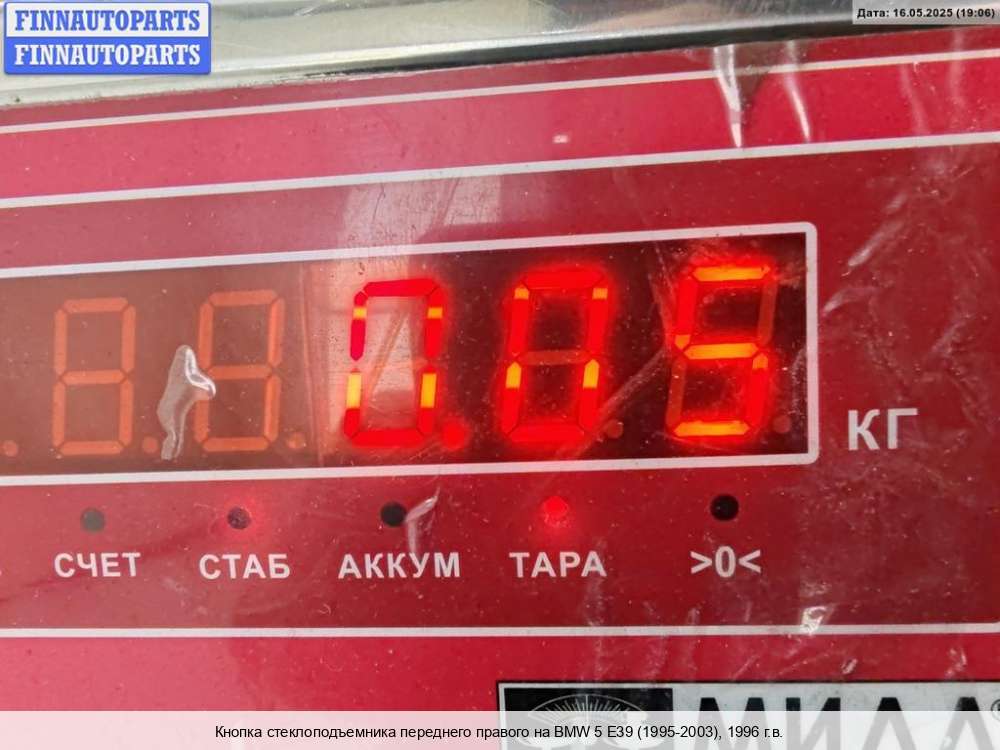 FINNAUTOPARTS
FINNAUTOPARTS
Дата: 16.05.2025 (19:06)
0.05
КГ
СЧЕТ СТАБ АККУМ ТАРА >0<
Кнопка стеклоподъемника переднего правого на BMW 5 E39 (1995-2003), 1996 г.в.